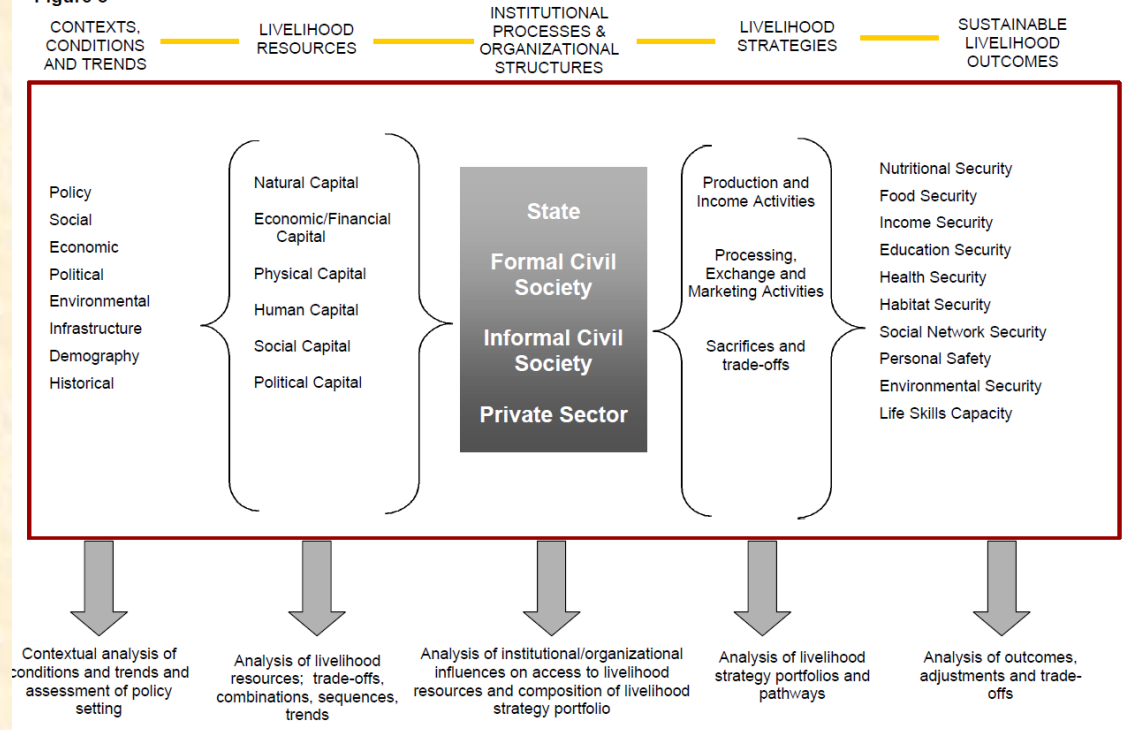 CONTEXTS,
CONDITIONS
AND TRENDS
LIVELIHOOD
RESOURCES
INSTITUTIONAL
PROCESSES &
ORGANIZATIONAL
STRUCTURES
LIVELIHOOD
STRATEGIES
SUSTAINABLE
LIVELIHOOD
OUTCOMES
Policy
Social
Economic
Political
Environmental
Infrastructure
Demography
Historical
Natural Capital
Economic/Financial
Capital
Physical Capital
Human Capital
Social Capital
Political Capital
State
Formal Civil
Society
Informal Civil
Society
Private Sector
Production and
Income Activities
Processing,
Exchange and
Marketing Activities
Sacrifices and
trade-offs
Nutritional Security
Food Security
Income Security
Education Security
Health Security
Habitat Security
Social Network Security
Personal Safety
Environmental Security
Life Skills Capacity
Contextual analysis of
conditions and trends and
assessment of policy
setting
Analysis of livelihood
resources; trade-offs,
combinations, sequences,
trends
Analysis of institutional/organizational
influences on access to livelihood
resources and composition of livelihood
strategy portfolio
Analysis of livelihood
strategy portfolios and
pathways
Analysis of outcomes,
adjustments and trade-
offs